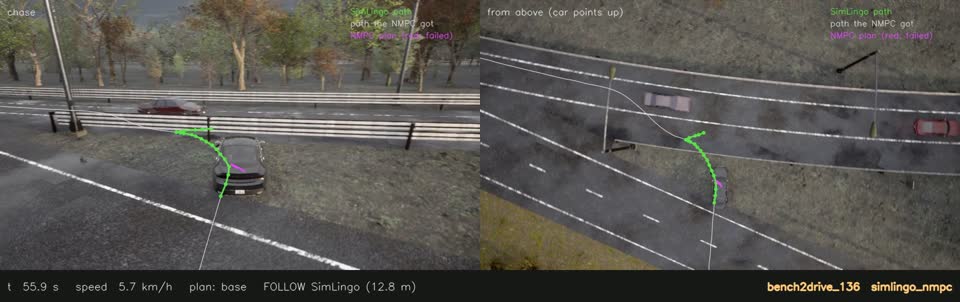 chase
SimLingo path
path the NMPC got
NMPC plan (red: failed)
from above (car points up)
SimLingo path
path the NMPC got
NMPC plan (red: failed)
t 55.9 s speed 5.7 km/h plan: base FOLLOW SimLingo (12.8 m)
bench2drive_136 simlingo_nmpc